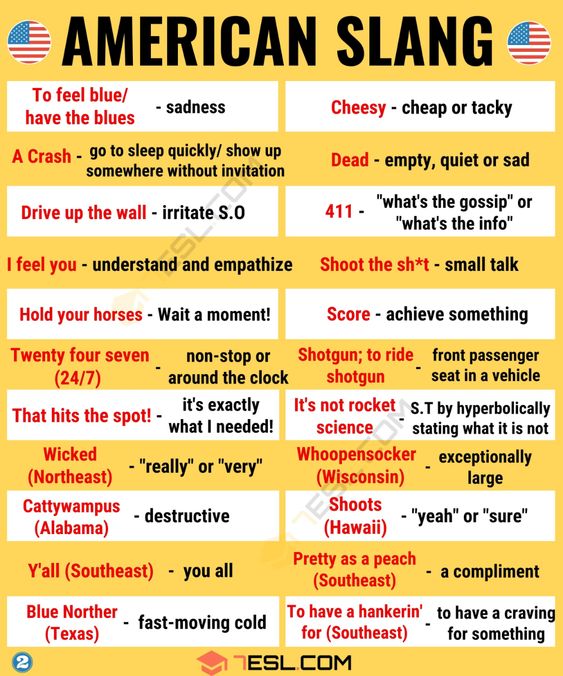 AMERICAN SLANG
To feel blue/
have the blues - sadness
Cheesy - cheap or tacky
A Crash - go to sleep quickly/ show up
somewhere without invitation
Dead - empty, quiet or sad
Drive up the wall - irritate S.O
411 - "what's the gossip" or
"what's the info"
I feel you - understand and empathize
Shoot the sh*t - small talk
Hold your horses - Wait a moment!
Score - achieve something
Twenty four seven
(24/7) - non-stop or
around the clock
Shotgun; to ride
shotgun - front passenger
seat in a vehicle
That hits the spot! - it's exactly
what I needed!
It's not rocket
science - S.T by hyperbolically
stating what it is not
Wicked
(Northeast) - "really" or "very"
Whoopensocker
(Wisconsin) - exceptionally
large
Cattywampus
(Alabama) - destructive
Shoots
(Hawaii) - "yeah" or "sure"
Y'all (Southeast) - you all
Pretty as a peach
(Southeast) - a compliment
Blue Norther
(Texas) - fast-moving cold
To have a hankerin'
for (Southeast) - to have a craving
for something
2
7ESL.COM
7ESL.COM
7ESL.COM